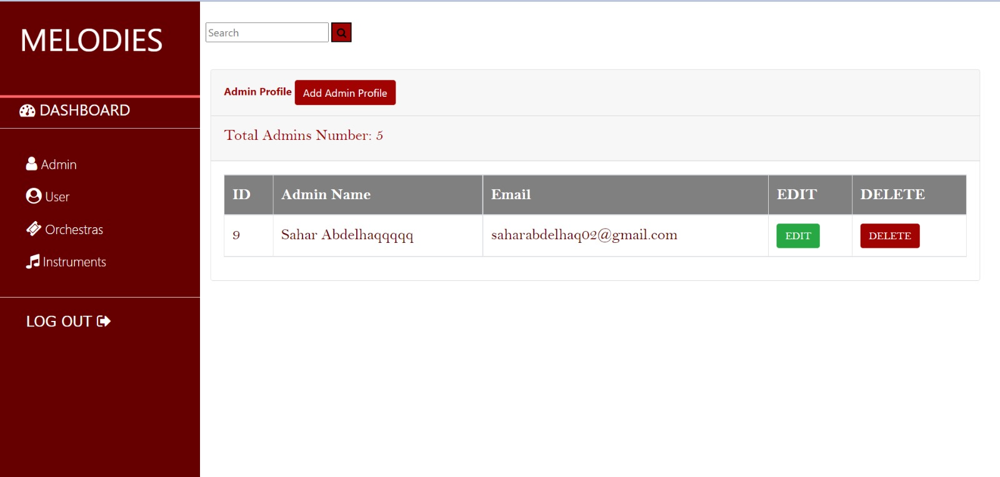 MELODIES
DASHBOARD
Admin
User
Orchestras
Instruments
LOG OUT
Search
Admin Profile Add Admin Profile
Total Admins Number: 5
ID Admin Name Email EDIT DELETE
9 Sahar Abdelhaqqqqq saharabdelhaq02@gmail.com EDIT DELETE